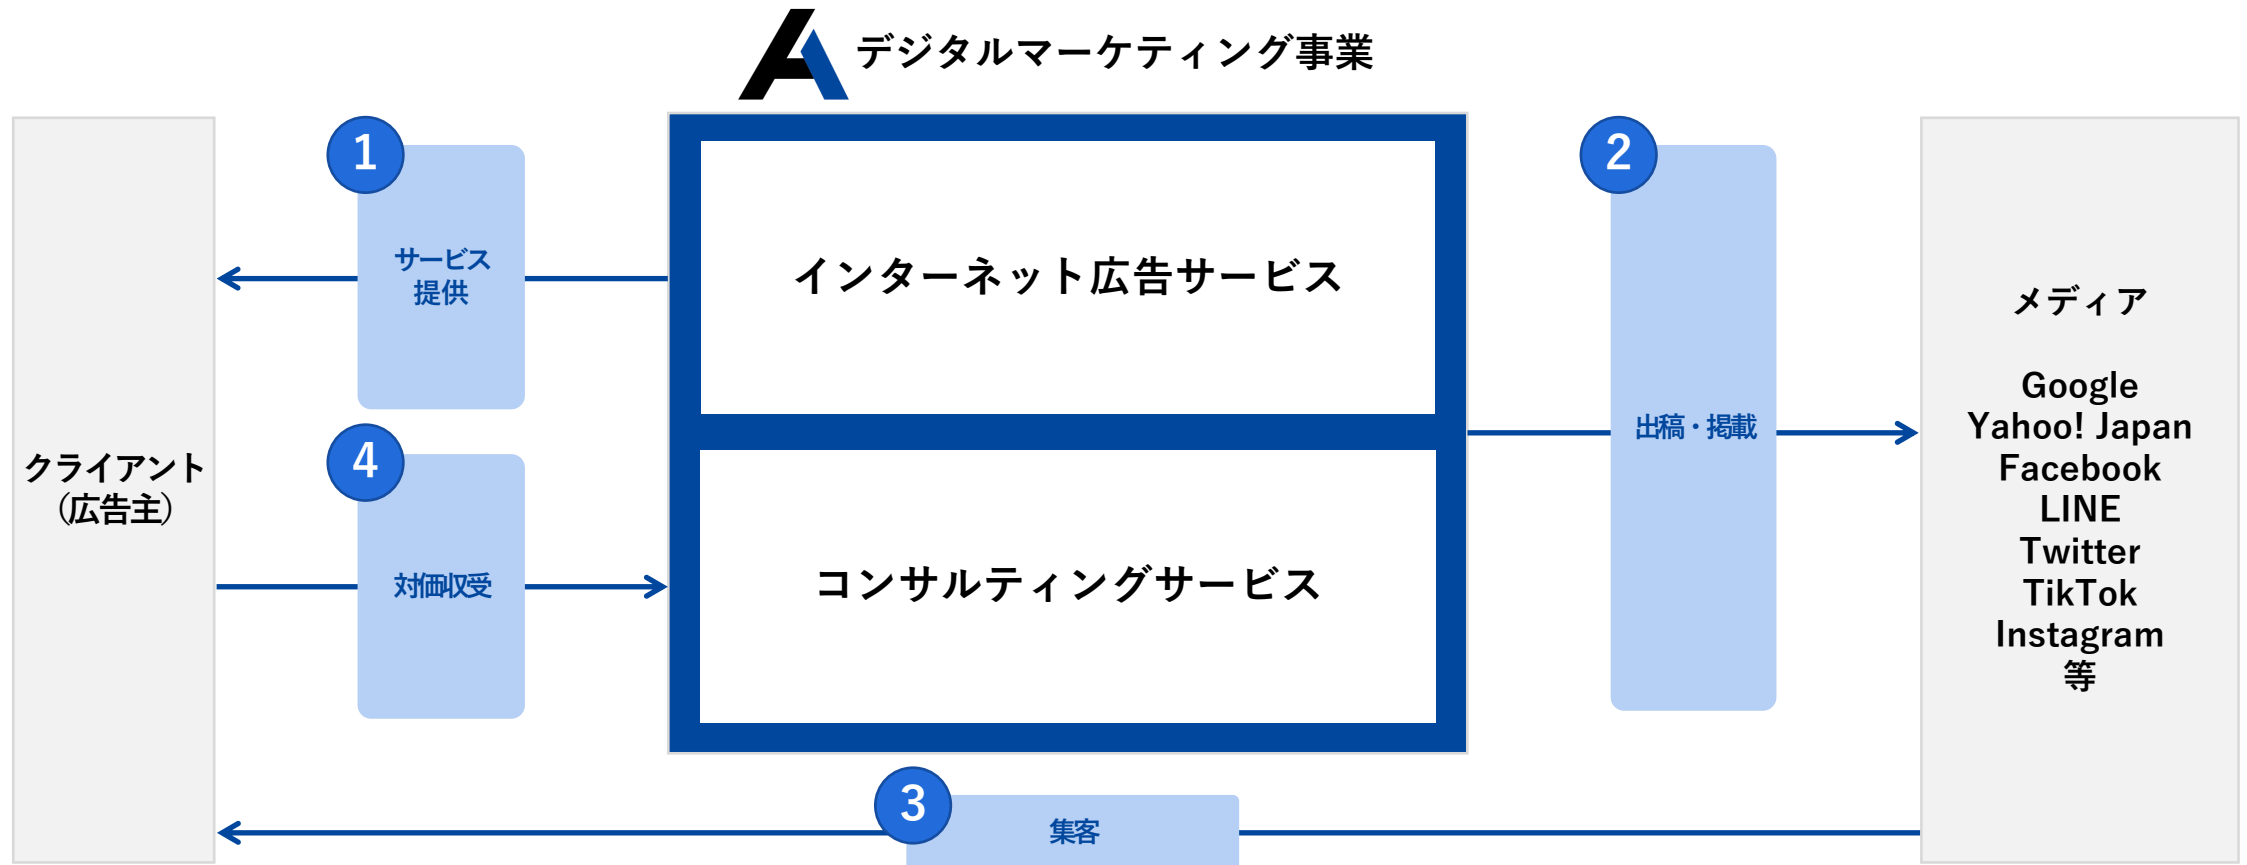 デジタルマーケティング事業
クライアント
（広告主）
1
サービス
提供
4
対価収受
インターネット広告サービス
コンサルティングサービス
2
出稿・掲載
メディア
Google
Yahoo! Japan
Facebook
LINE
Twitter
TikTok
Instagram
等
3
集客